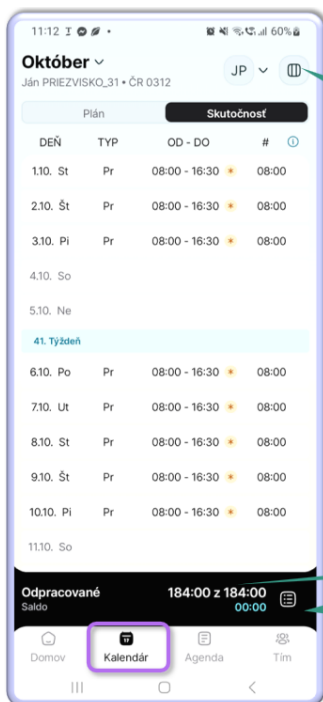 11:12
60%
Október
Ján PRIEZVISKO_31 • ČR 0312
JP
Plán Skutočnosť
DEŇ TYP OD - DO #
1.10. St Pr 08:00 - 16:30 08:00
2.10. Št Pr 08:00 - 16:30 08:00
3.10. Pi Pr 08:00 - 16:30 08:00
4.10. So
5.10. Ne
41. Týždeň
6.10. Po Pr 08:00 - 16:30 08:00
7.10. Ut Pr 08:00 - 16:30 08:00
8.10. St Pr 08:00 - 16:30 08:00
9.10. Št Pr 08:00 - 16:30 08:00
10.10. Pi Pr 08:00 - 16:30 08:00
11.10. So
Odpracované 184:00 z 184:00
Saldo 00:00
17
Domov Kalendár Agenda Tím